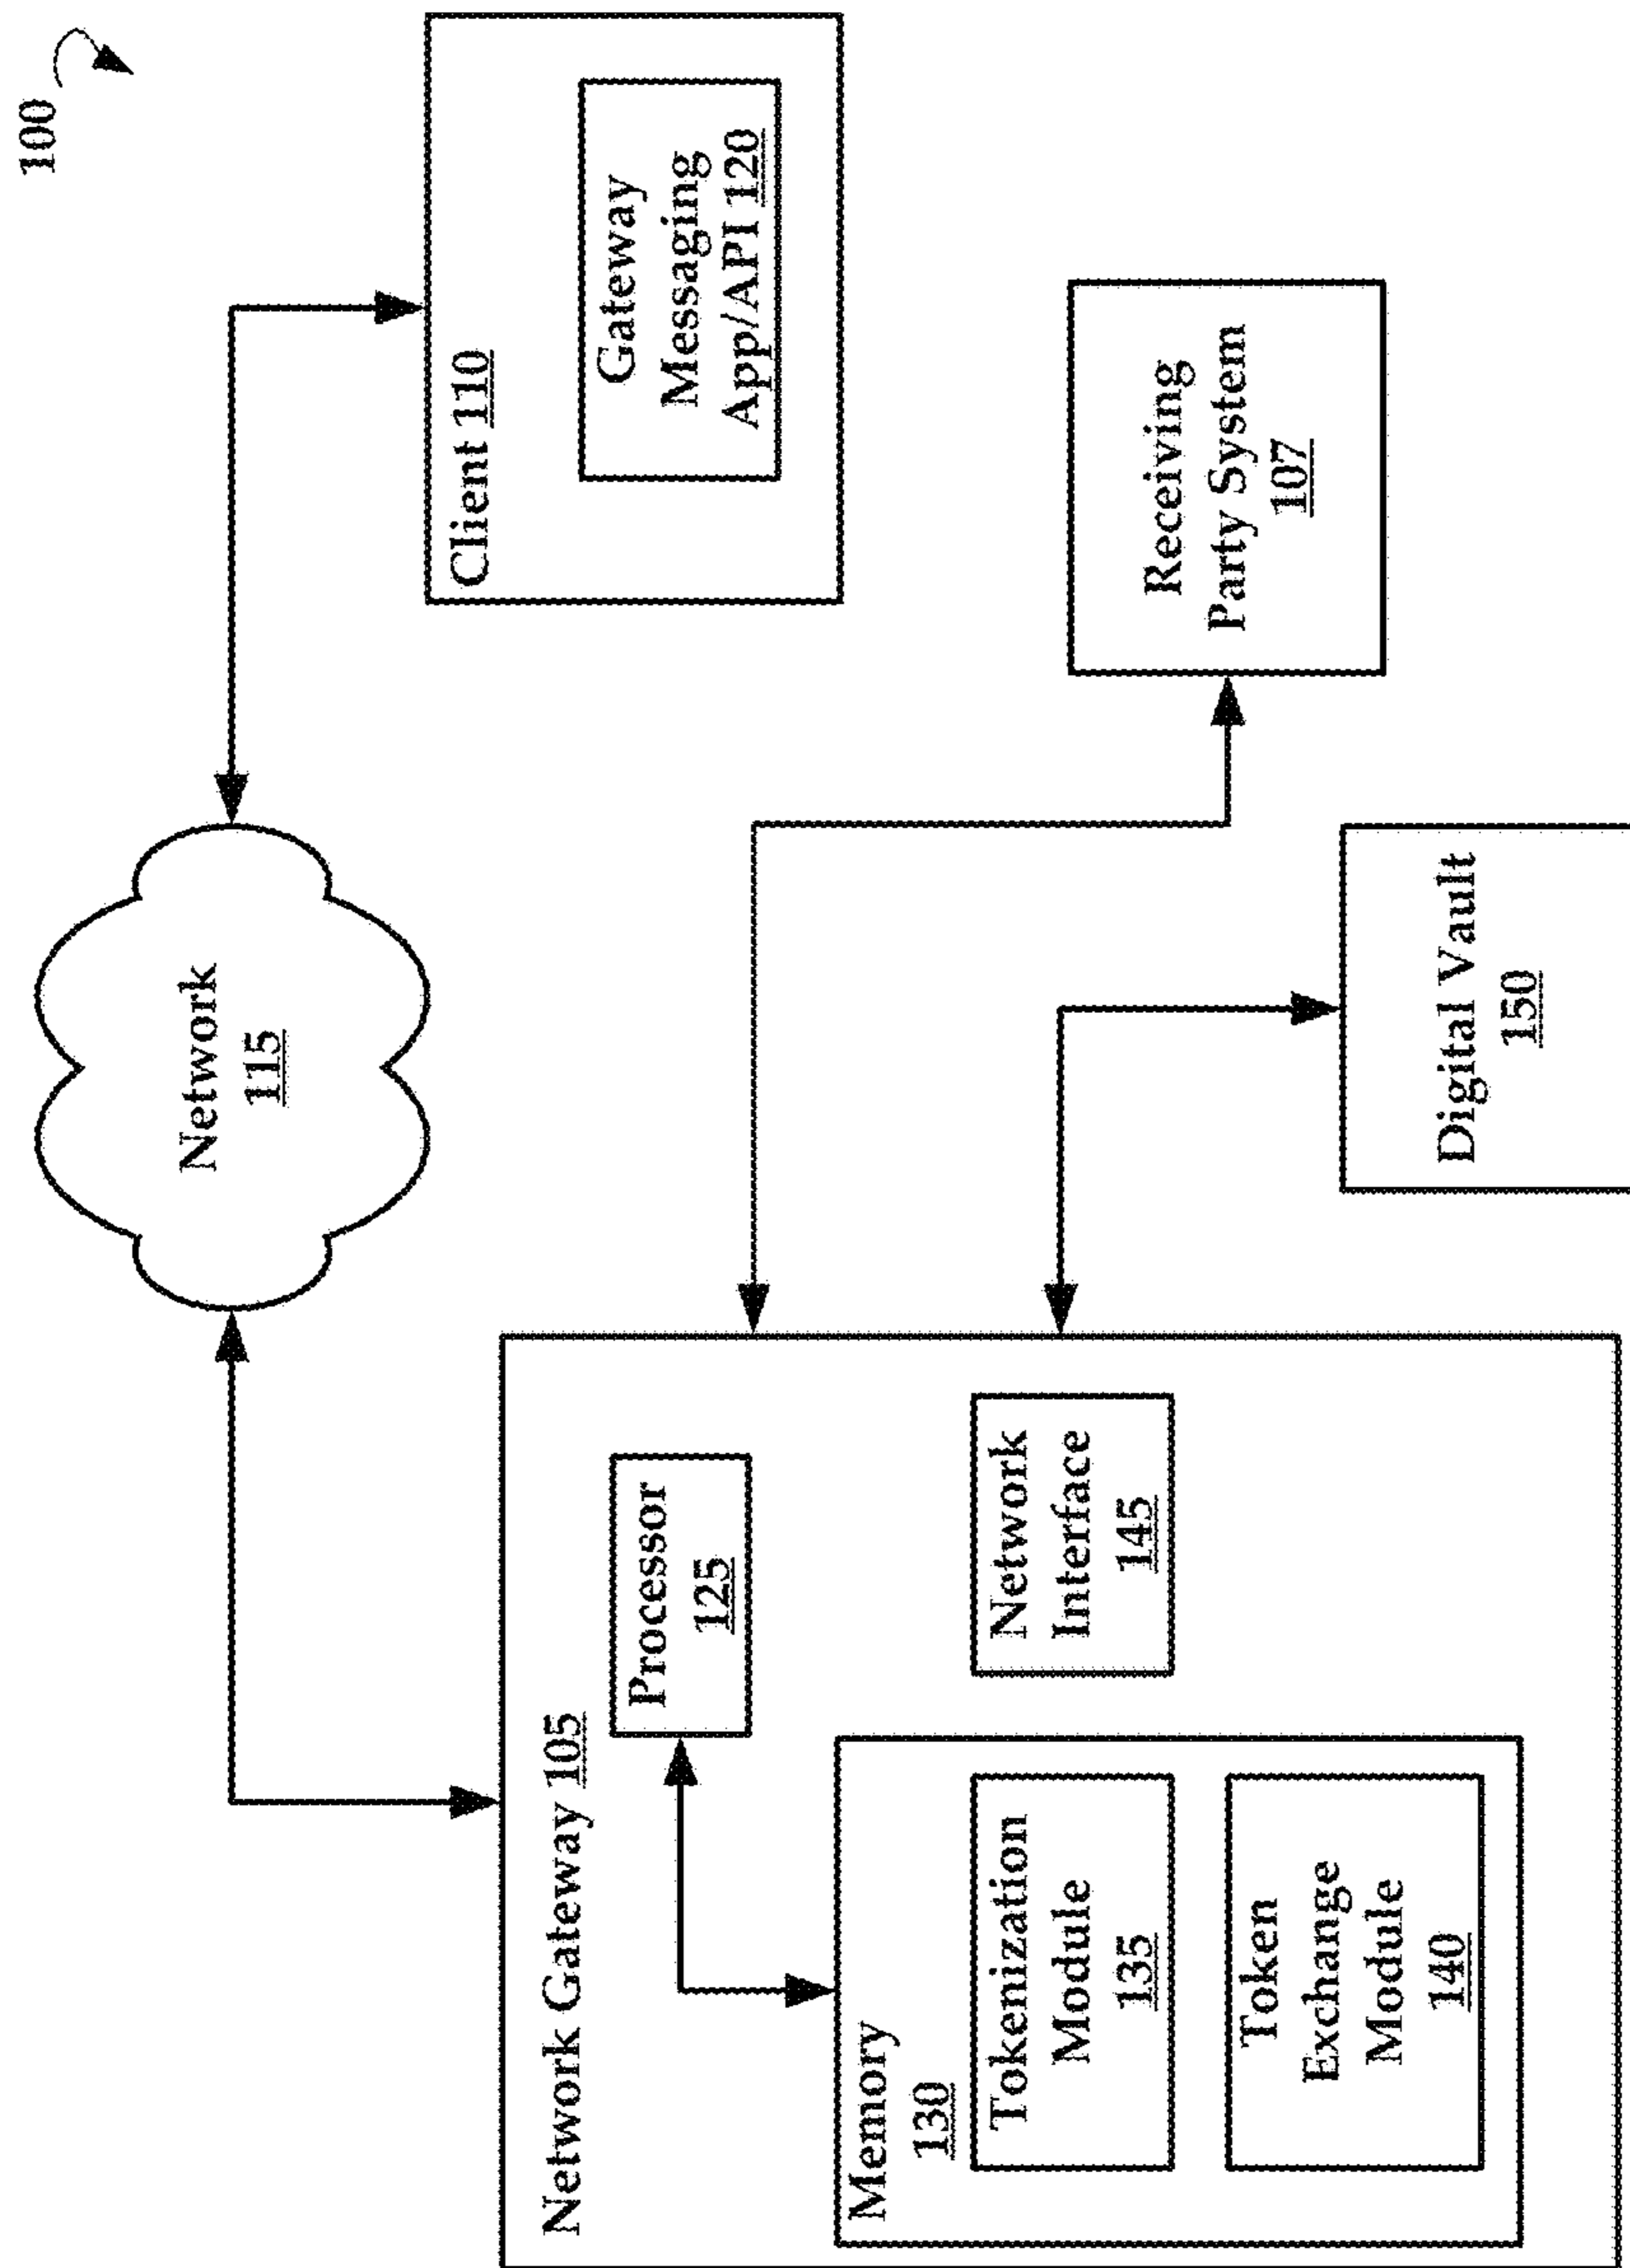 100
Network
115
Client 110
Gateway
Messaging
App/API 120
Network Gateway 105
Processor
125
Memory
130
Tokenization
Module
135
Token
Exchange
Module
140
Network
Interface
145
Receiving
Party System
107
Digital Vault
150